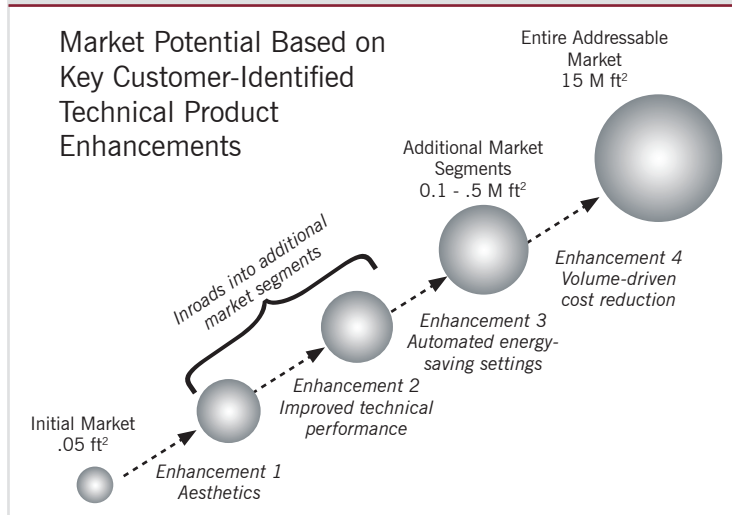 Market Potential Based on
Key Customer-Identified
Technical Product
Enhancements
Entire Addressable
Market
15 M ft²
Additional Market
Segments
0.1 - .5 M ft²
Inroads into additional
market segments
Enhancement 4
Volume-driven
cost reduction
Enhancement 3
Automated energy-
saving settings
Enhancement 2
Improved technical
performance
Initial Market
.05 ft²
Enhancement 1
Aesthetics